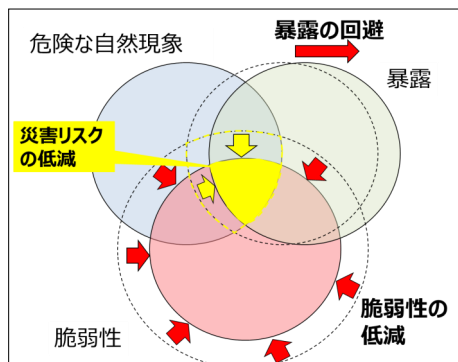 危険な自然現象
暴露の回避
暴露
災害リスク
の低減
脆弱性の
低減
脆弱性